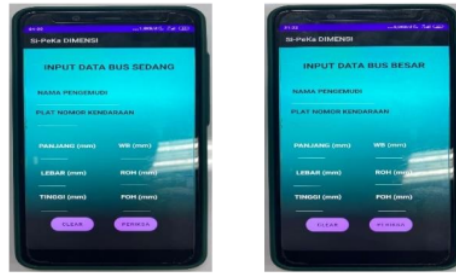 Si-PeKa DIMENSI
INPUT DATA BUS SEDANG
NAMA PENGEMUDI
PLAT NOMOR KENDARAAN
PANJANG (mm) WB (mm)
LEBAR (mm) ROH (mm)
TINGGI (mm) FOH (mm)
CLEAR PERIKSA
Si-PeKa DIMENSI
INPUT DATA BUS BESAR
NAMA PENGEMUDI
PLAT NOMOR KENDARAAN
PANJANG (mm) WB (mm)
LEBAR (mm) ROH (mm)
TINGGI (mm) FOH (mm)
CLEAR PERIKSA